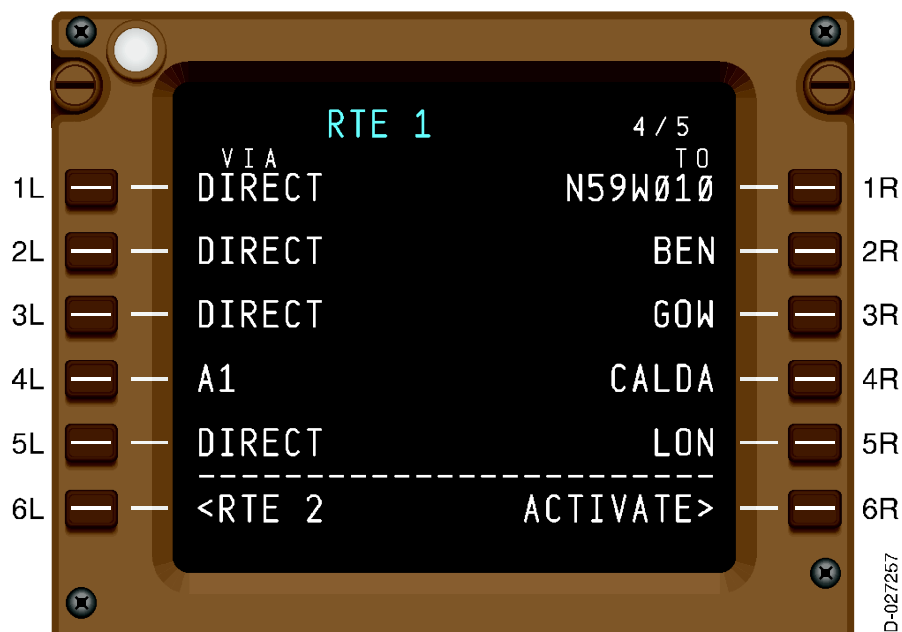 RTE 1 4/5
VIA TO
1L DIRECT N59WØ1Ø 1R
2L DIRECT BEN 2R
3L DIRECT GOW 3R
4L A1 CALDA 4R
5L DIRECT LON 5R
6L <RTE 2 ACTIVATE> 6R
D-027257